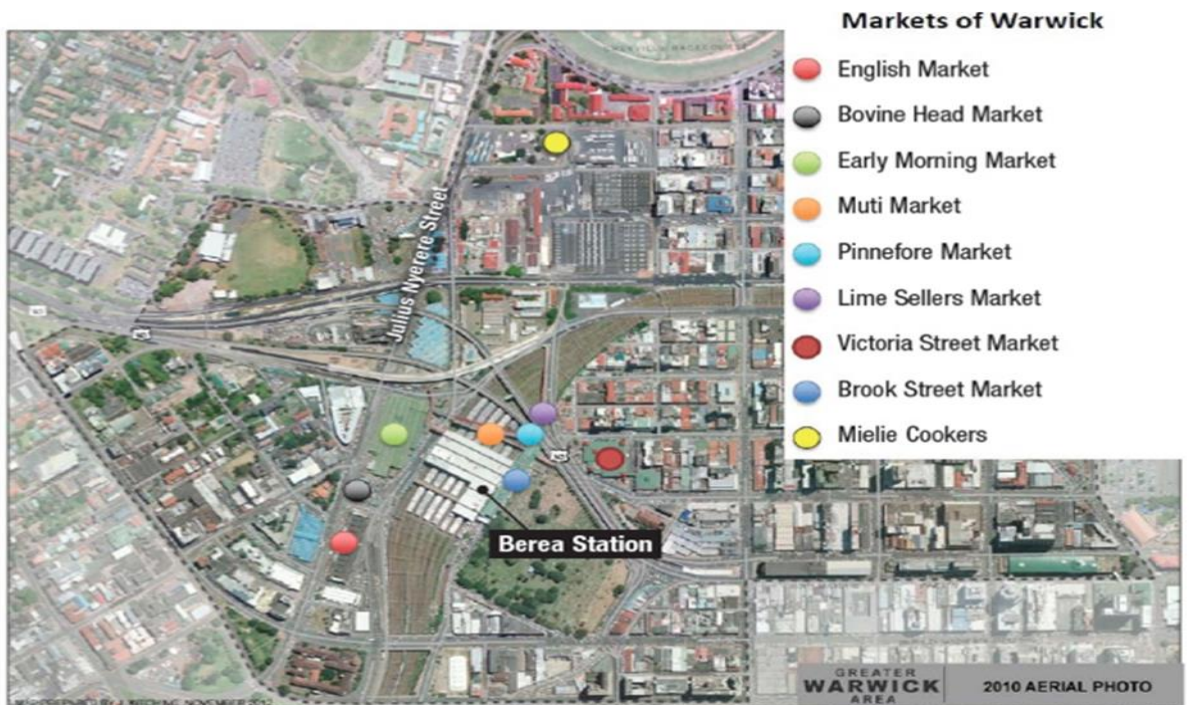 Markets of Warwick
English Market
Bovine Head Market
Early Morning Market
Muti Market
Pinnefore Market
Lime Sellers Market
Victoria Street Market
Brook Street Market
Mielie Cookers
Julius Nyerere Street
Berea Station
GREATER
WARWICK
AREA
2010 AERIAL PHOTO